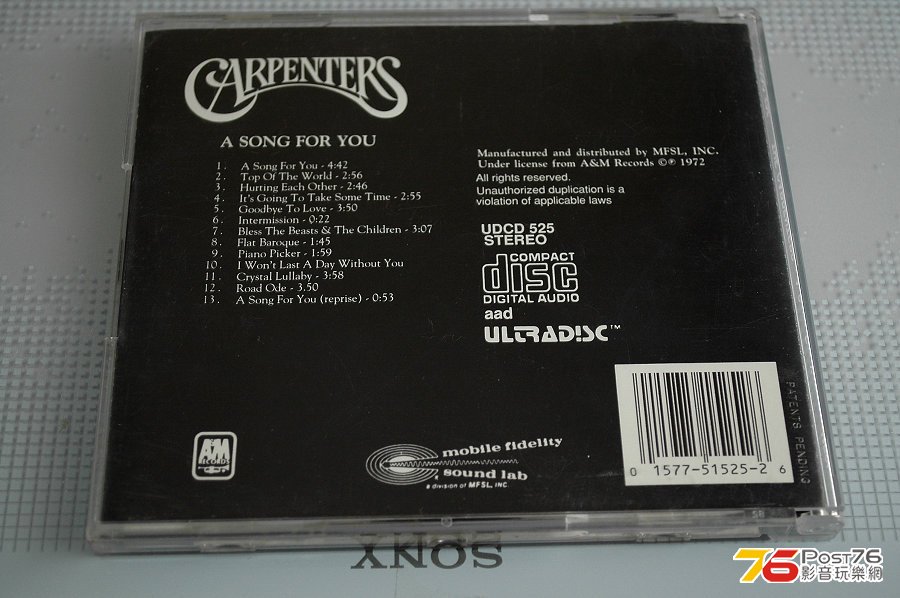 CARPENTERS
A SONG FOR YOU
1. A Song For You - 4:42
2. Top Of The World - 2:56
3. Hurting Each Other - 2:46
4. It's Going To Take Some Time - 2:55
5. Goodbye To Love - 3:50
6. Intermission - 0:22
7. Bless The Beasts & The Children - 3:07
8. Flat Baroque - 1:45
9. Piano Picker - 1:59
10. I Won't Last A Day Without You
11. Crystal Lullaby - 3:58
12. Road Ode - 3.50
13. A Song For You (reprise) - 0:53
Manufactured and distributed by MFSL, INC.
Under license from A&M Records ©℗ 1972
All rights reserved.
Unauthorized duplication is a
violation of applicable laws
UDCD 525
STEREO
COMPACT
disc
DIGITAL AUDIO
aad
ULTRADISC™
A&M
RECORDS
mobile fidelity
sound lab
a division of MFSL, INC.
0 1577-51525-2 6
PATENTS PENDING
SONY
76 Post76
影音玩樂網